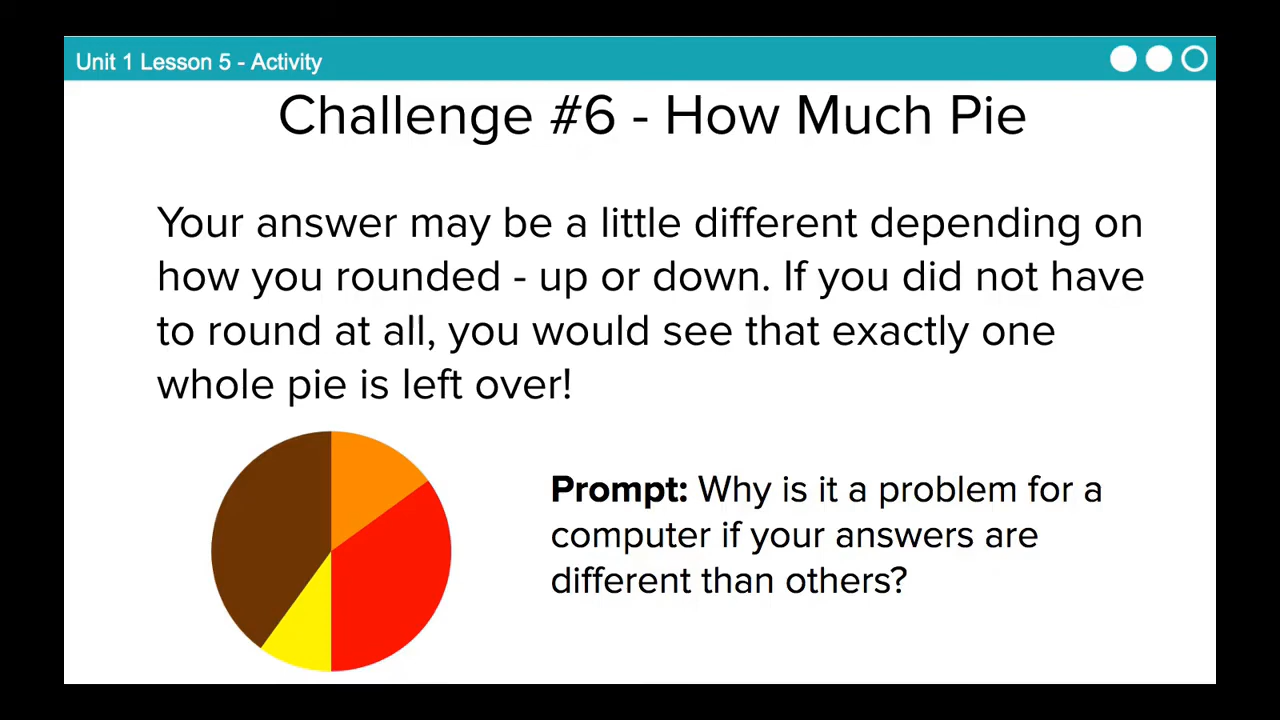 Unit 1 Lesson 5 - Activity
Challenge #6 - How Much Pie
Your answer may be a little different depending on
how you rounded - up or down. If you did not have
to round at all, you would see that exactly one
whole pie is left over!
Prompt: Why is it a problem for a
computer if your answers are
different than others?